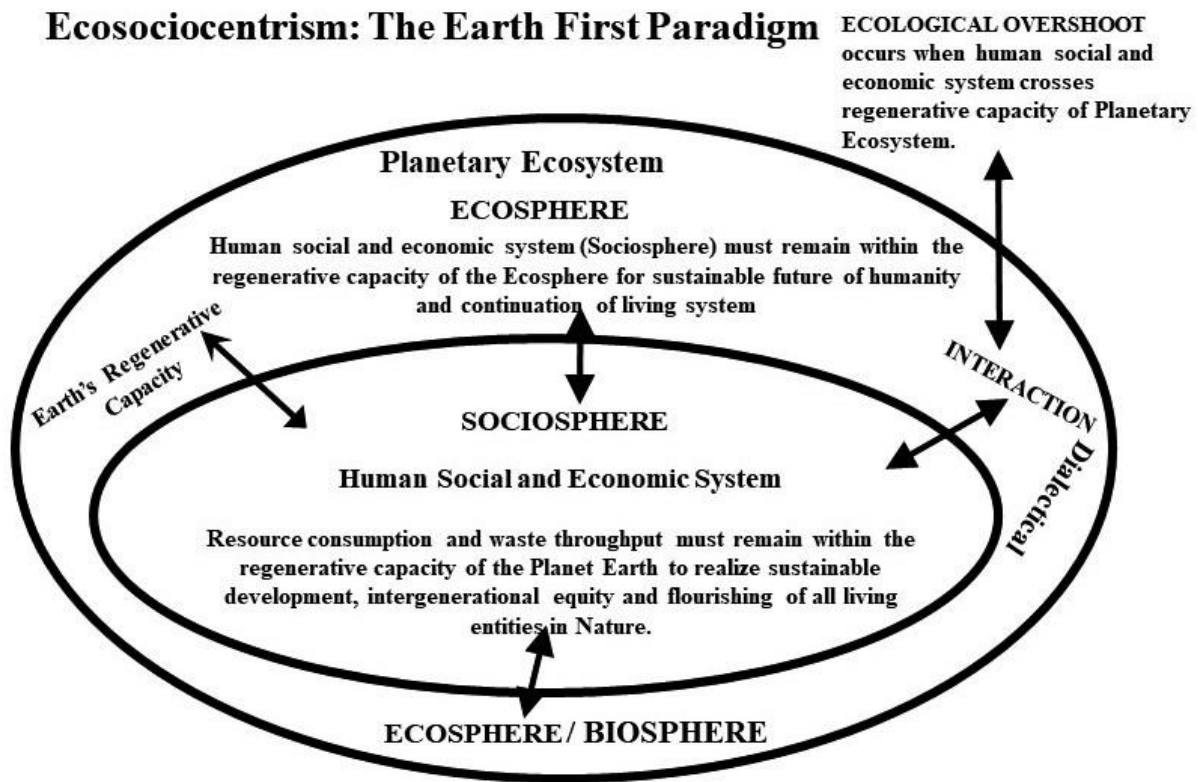 Ecosociocentrism: The Earth First Paradigm
ECOLOGICAL OVERSHOOT
occurs when human social and
economic system crosses
regenerative capacity of Planetary
Ecosystem.
Planetary Ecosystem
ECOSPHERE
Human social and economic system (Sociosphere) must remain within the
regenerative capacity of the Ecosphere for sustainable future of humanity
and continuation of living system
Earth's Regenerative
Capacity
INTERACTION
Dialectical
SOCIOSPHERE
Human Social and Economic System
Resource consumption and waste throughput must remain within the
regenerative capacity of the Planet Earth to realize sustainable
development, intergenerational equity and flourishing of all living
entities in Nature.
ECOSPHERE / BIOSPHERE